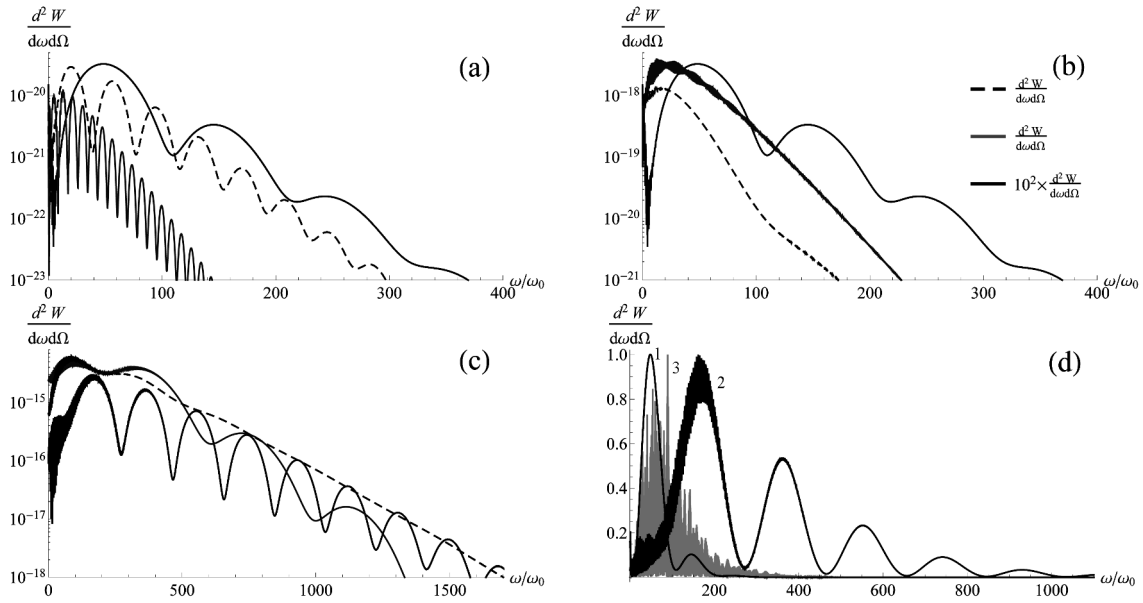 d² W
dωdΩ
(a)
10⁻²⁰
10⁻²¹
10⁻²²
10⁻²³
0 100 200 300 400
ω/ω₀
d² W
dωdΩ
(b)
10⁻¹⁸
10⁻¹⁹
10⁻²⁰
10⁻²¹
0 100 200 300 400
ω/ω₀
d² W
dωdΩ
d² W
dωdΩ
10² × d² W
dωdΩ
d² W
dωdΩ
(c)
10⁻¹⁵
10⁻¹⁶
10⁻¹⁷
10⁻¹⁸
0 500 1000 1500
ω/ω₀
d² W
dωdΩ
(d)
1.0
0.8
0.6
0.4
0.2
1
3
2
200 400 600 800 1000
ω/ω₀